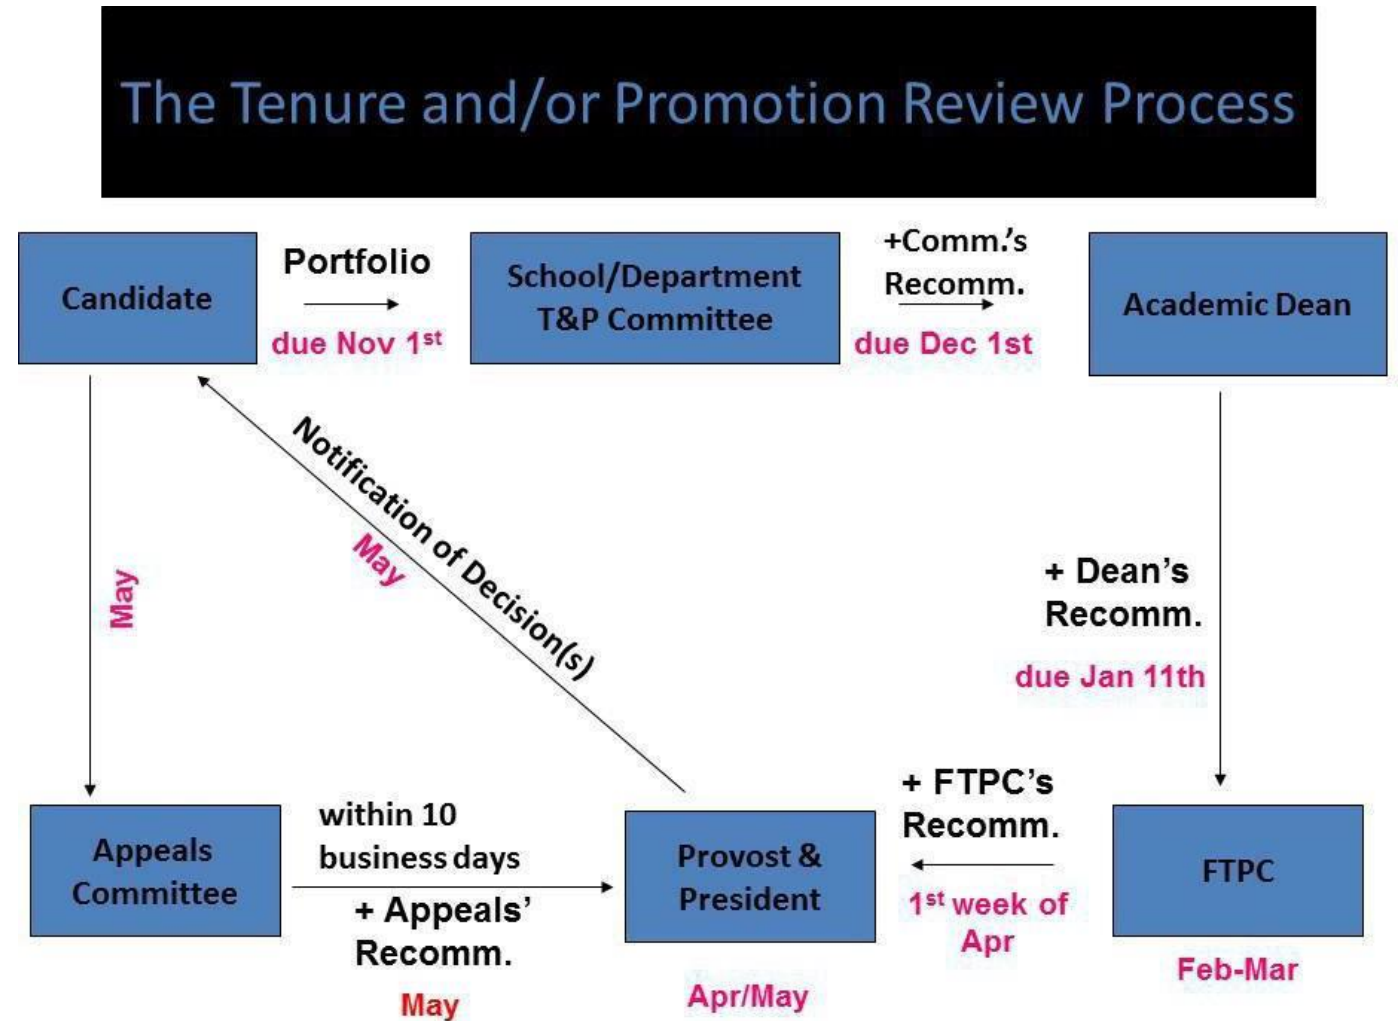 The Tenure and/or Promotion Review Process
Candidate
Portfolio
due Nov 1st
School/Department
T&P Committee
+Comm.'s
Recomm.
due Dec 1st
Academic Dean
Notification of Decision(s)
May
May
+ Dean's
Recomm.
due Jan 11th
Appeals
Committee
within 10
business days
+ Appeals'
Recomm.
May
Provost &
President
Apr/May
+ FTPC's
Recomm.
1st week of
Apr
FTPC
Feb-Mar